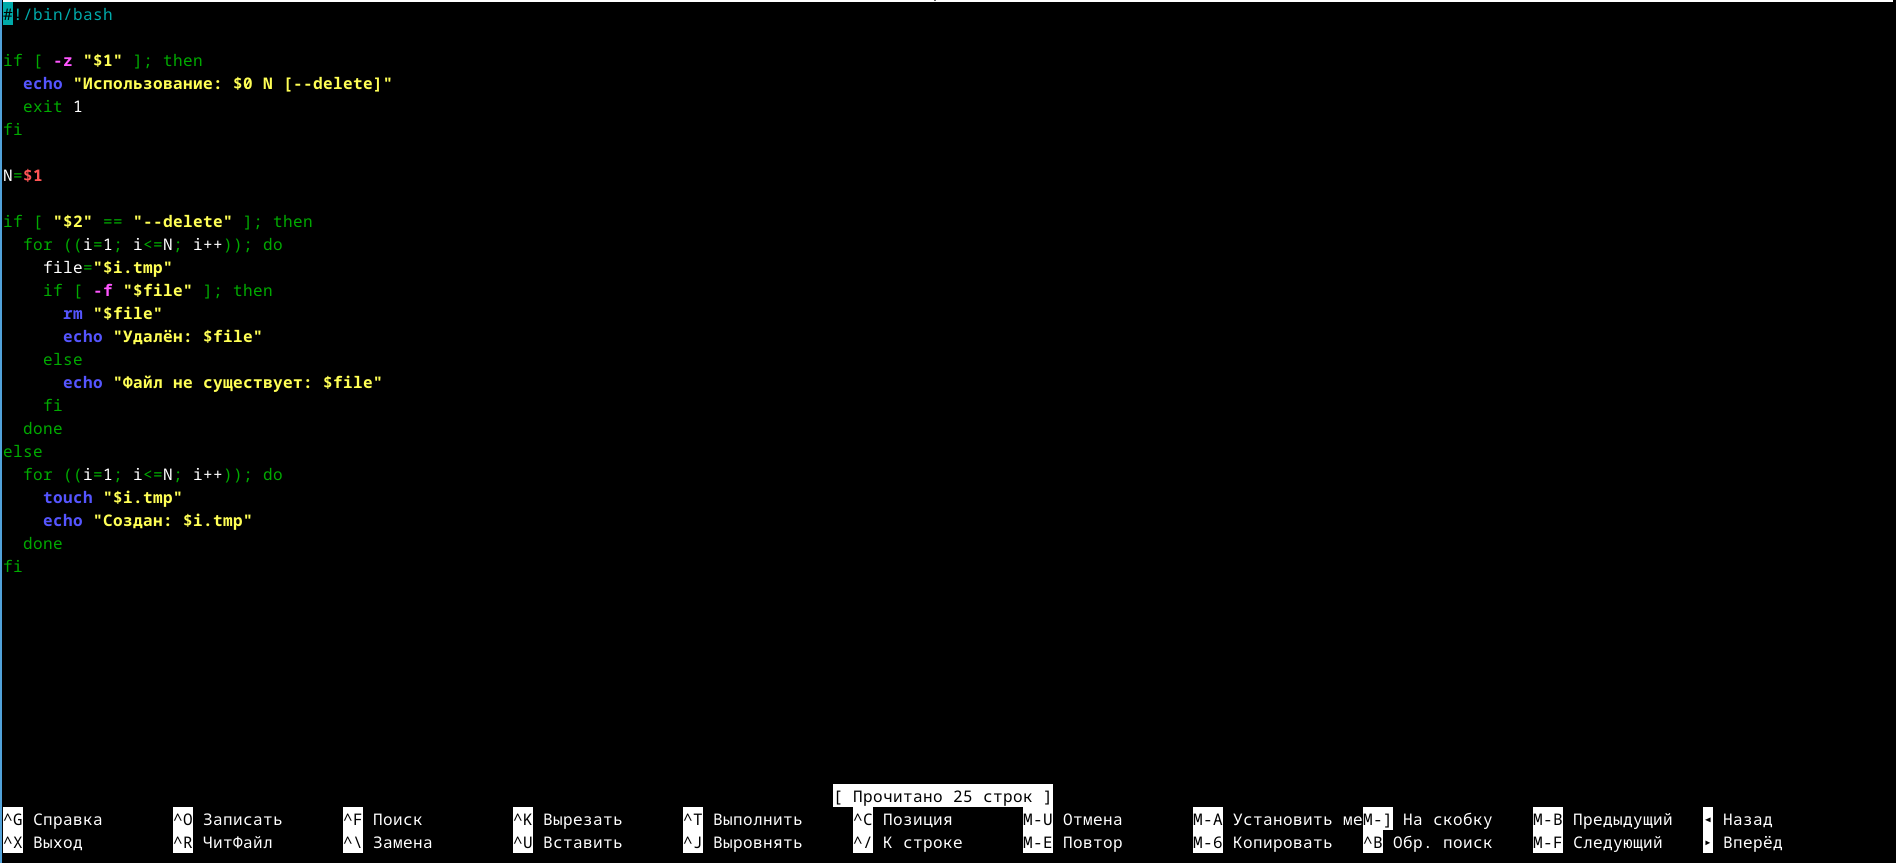 #!/bin/bash

if [ -z "$1" ]; then
  echo "Использование: $0 N [--delete]"
  exit 1
fi

N=$1

if [ "$2" == "--delete" ]; then
  for ((i=1; i<=N; i++)); do
    file="$i.tmp"
    if [ -f "$file" ]; then
      rm "$file"
      echo "Удалён: $file"
    else
      echo "Файл не существует: $file"
    fi
  done
else
  for ((i=1; i<=N; i++)); do
    touch "$i.tmp"
    echo "Создан: $i.tmp"
  done
fi
[ Прочитано 25 строк ]
^G Справка ^O Записать ^F Поиск ^K Вырезать ^T Выполнить ^C Позиция M-U Отмена M-A Установить ме M-] На скобку M-B Предыдущий ◂ Назад
^X Выход ^R ЧитФайл ^\ Замена ^U Вставить ^J Выровнять ^/ К строке M-E Повтор M-6 Копировать ^B Обр. поиск M-F Следующий ▸ Вперёд